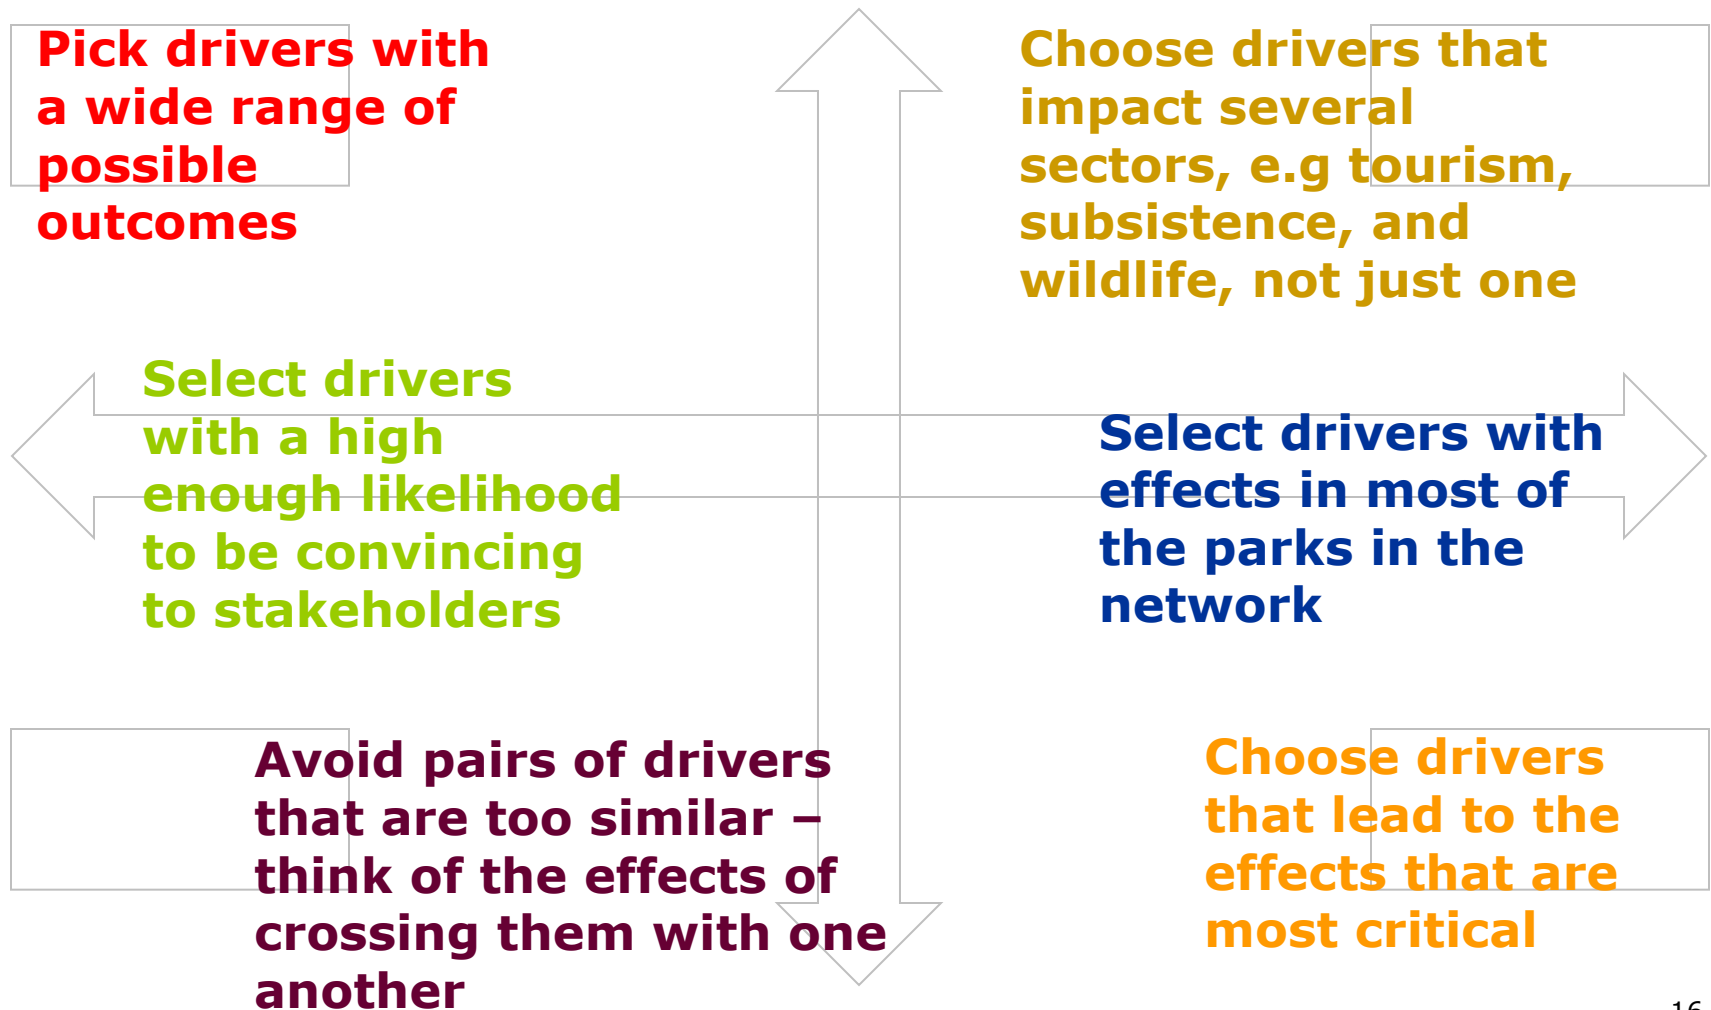 Pick drivers with
a wide range of
possible
outcomes
Choose drivers that
impact several
sectors, e.g tourism,
subsistence, and
wildlife, not just one
Select drivers
with a high
enough likelihood
to be convincing
to stakeholders
Select drivers with
effects in most of
the parks in the
network
Avoid pairs of drivers
that are too similar –
think of the effects of
crossing them with one
another
Choose drivers
that lead to the
effects that are
most critical
16